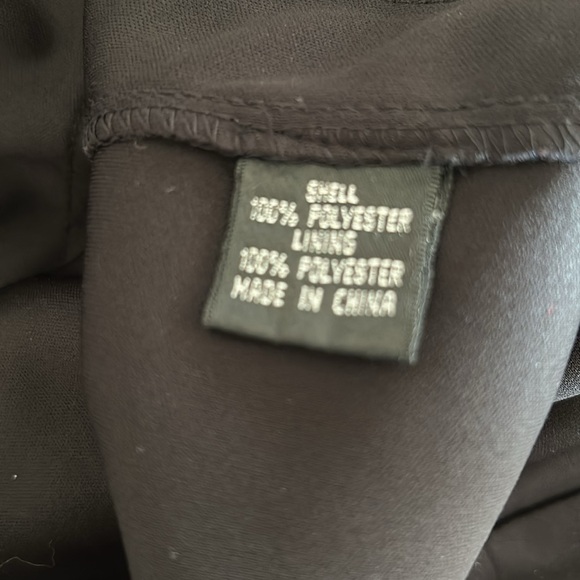 SHELL
100% POLYESTER
LINING
100% POLYESTER
MADE IN CHINA